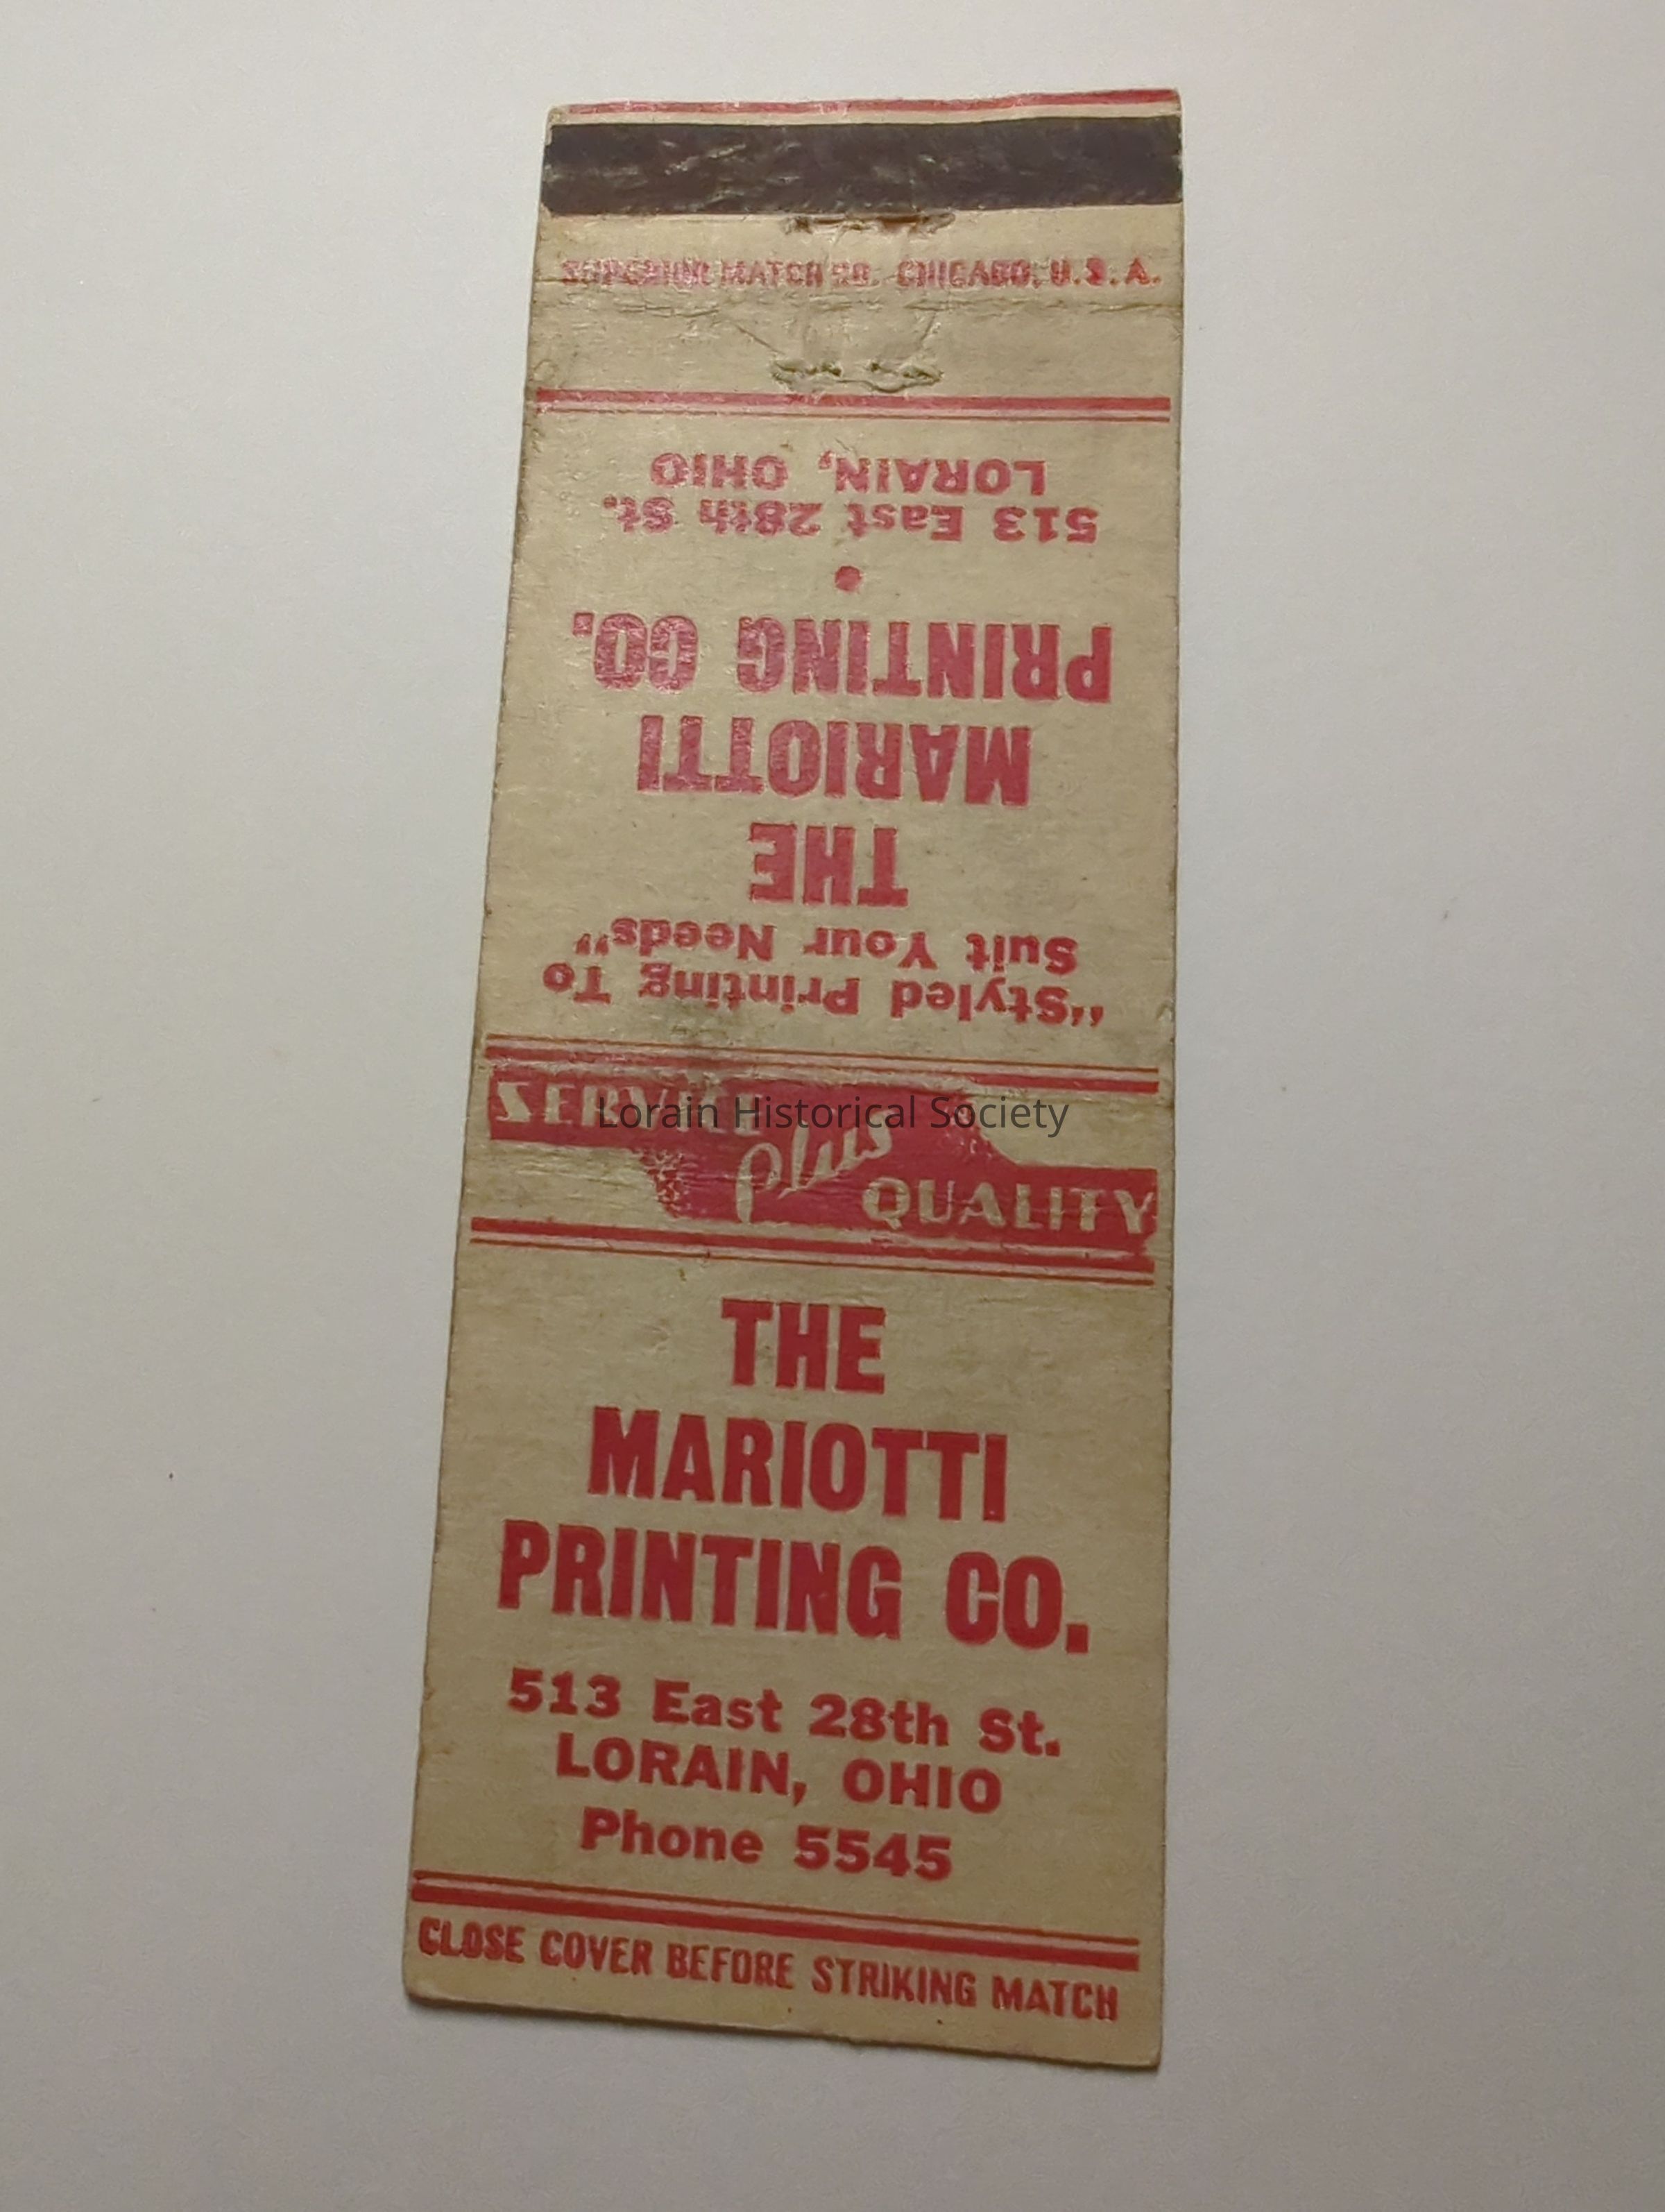 SUPERIOR MATCH CO. CHICAGO, U.S.A.
"Styled Printing To
Suit Your Needs"
THE
MARIOTTI
PRINTING CO.
•
513 East 28th St.
LORAIN, OHIO
SERVICE
plus
QUALITY
Lorain Historical Society
THE
MARIOTTI
PRINTING CO.
513 East 28th St.
LORAIN, OHIO
Phone 5545
CLOSE COVER BEFORE STRIKING MATCH